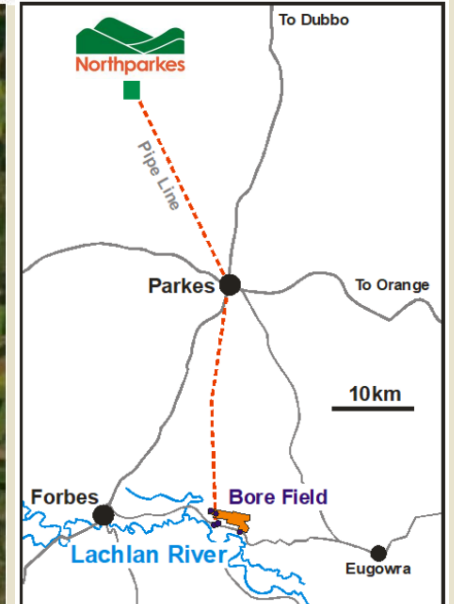 To Dubbo
Northparkes
Pipe Line
Parkes
To Orange
10km
Forbes
Bore Field
Lachlan River
Eugowra